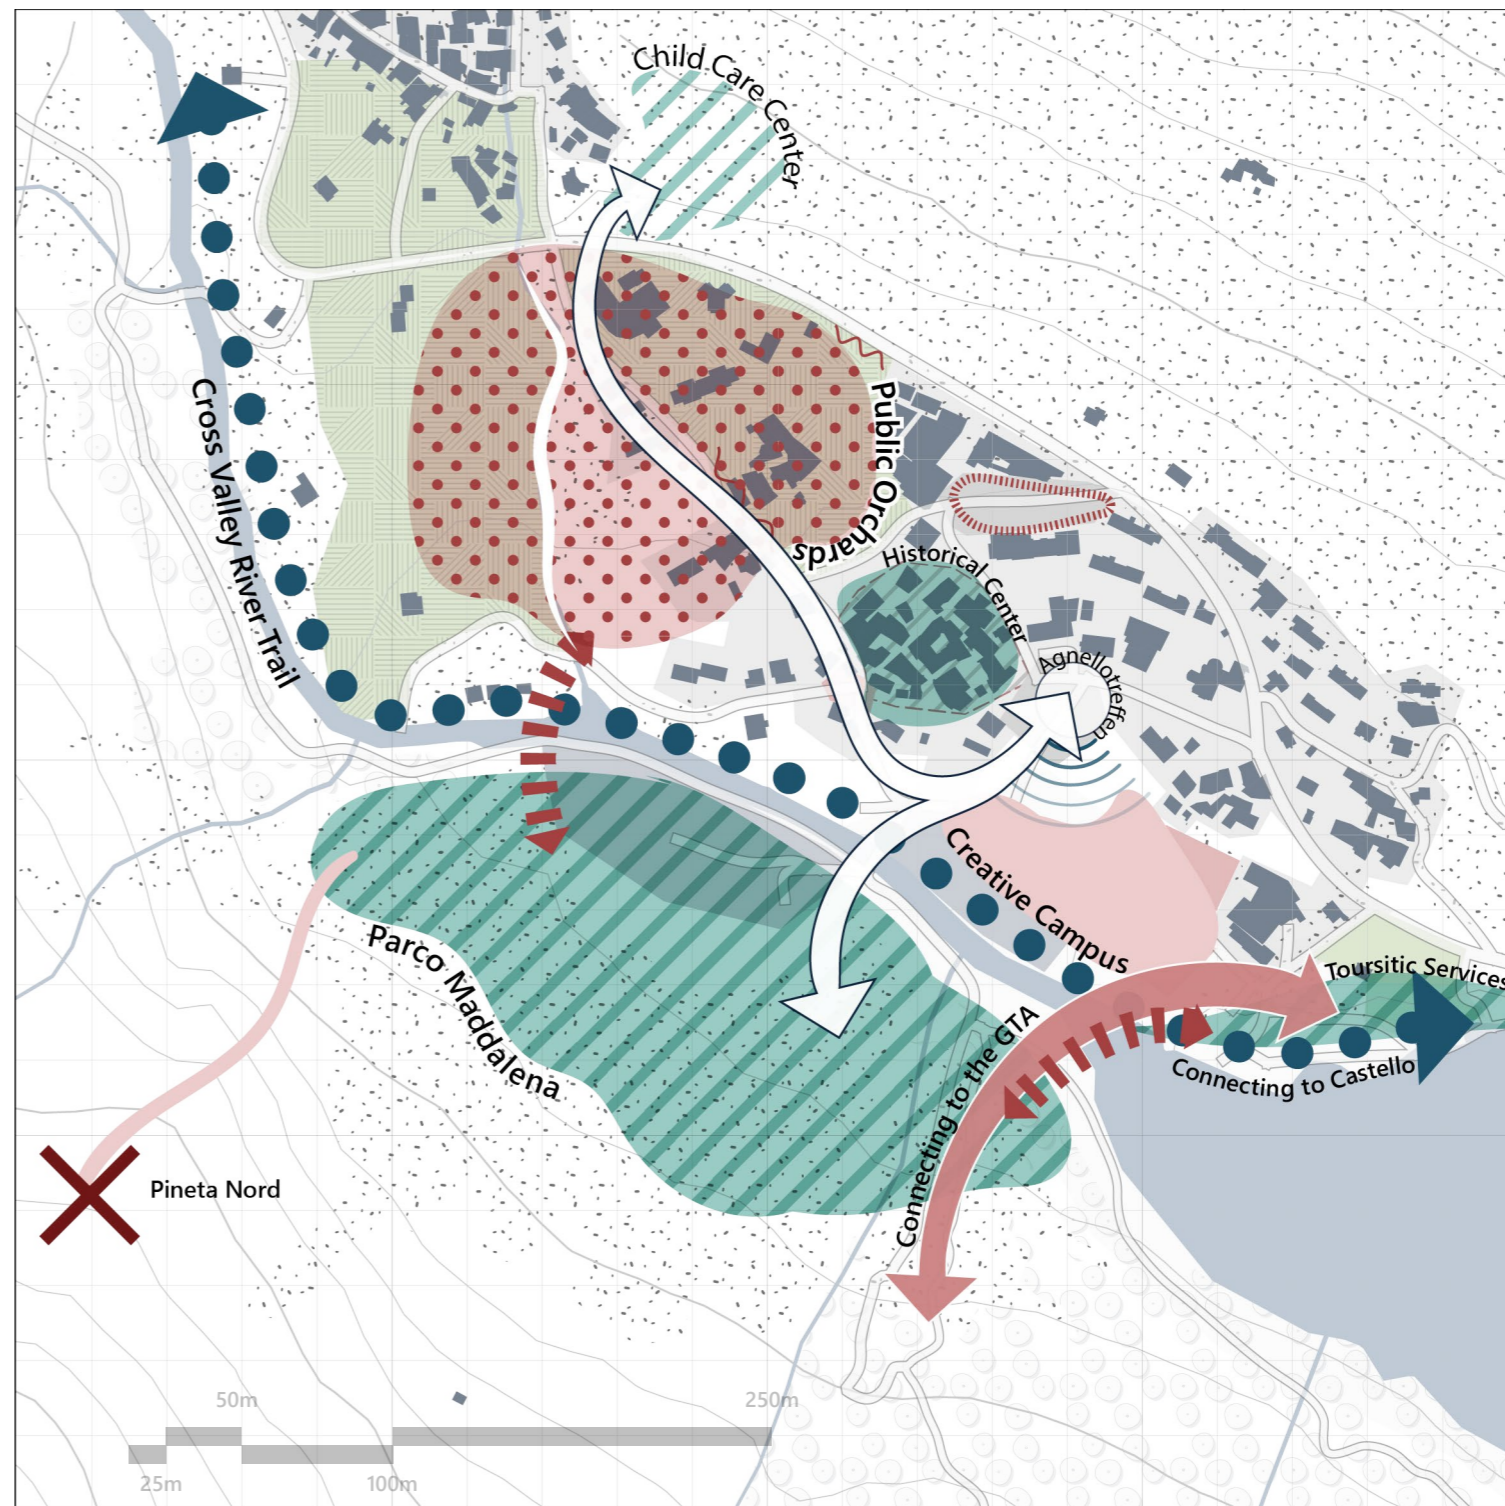 Child Care Center
Cross Valley River Trail
Public Orchards
Historical Center
Agnellotreffen
Creative Campus
Parco Maddalena
Toursitic Services
Connecting to the GTA
Connecting to Castello
Pineta Nord
50m
250m
25m
100m